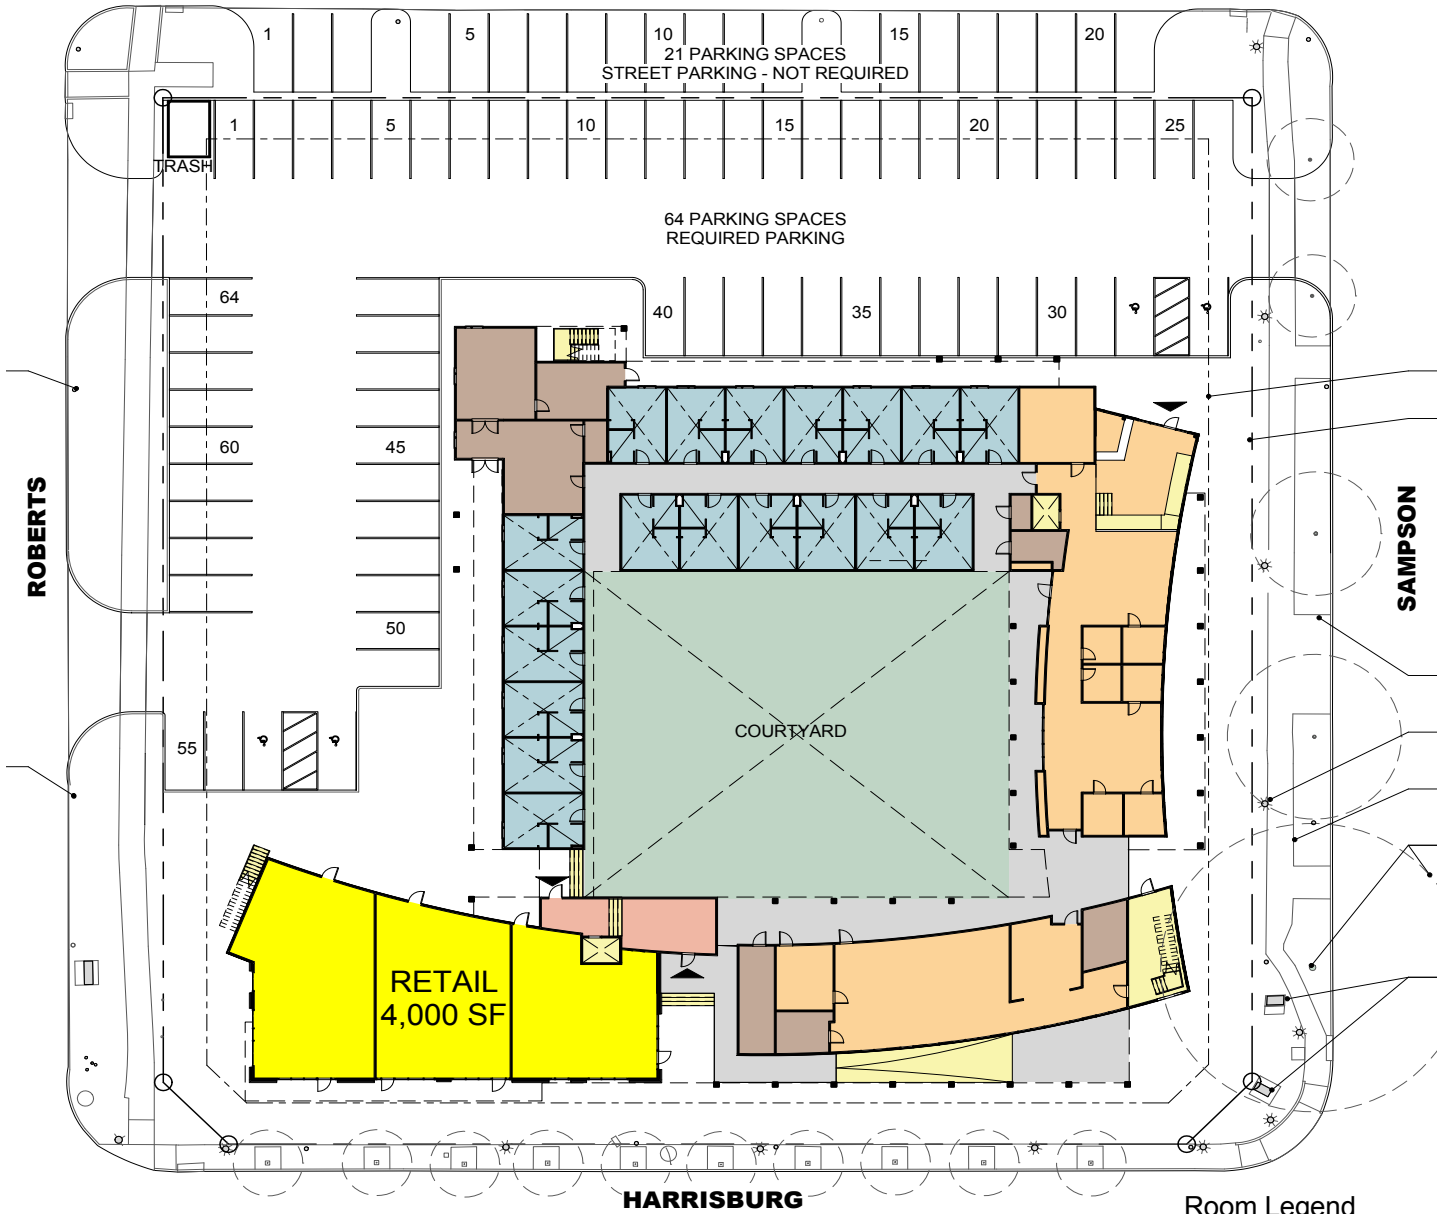 1 5 10 15 20
21 PARKING SPACES
STREET PARKING - NOT REQUIRED
1 5 10 15 20 25
TRASH
64 PARKING SPACES
REQUIRED PARKING
64 40 35 30
60 45
ROBERTS
SAMPSON
50
COURTYARD
55
RETAIL
4,000 SF
HARRISBURG
Room Legend